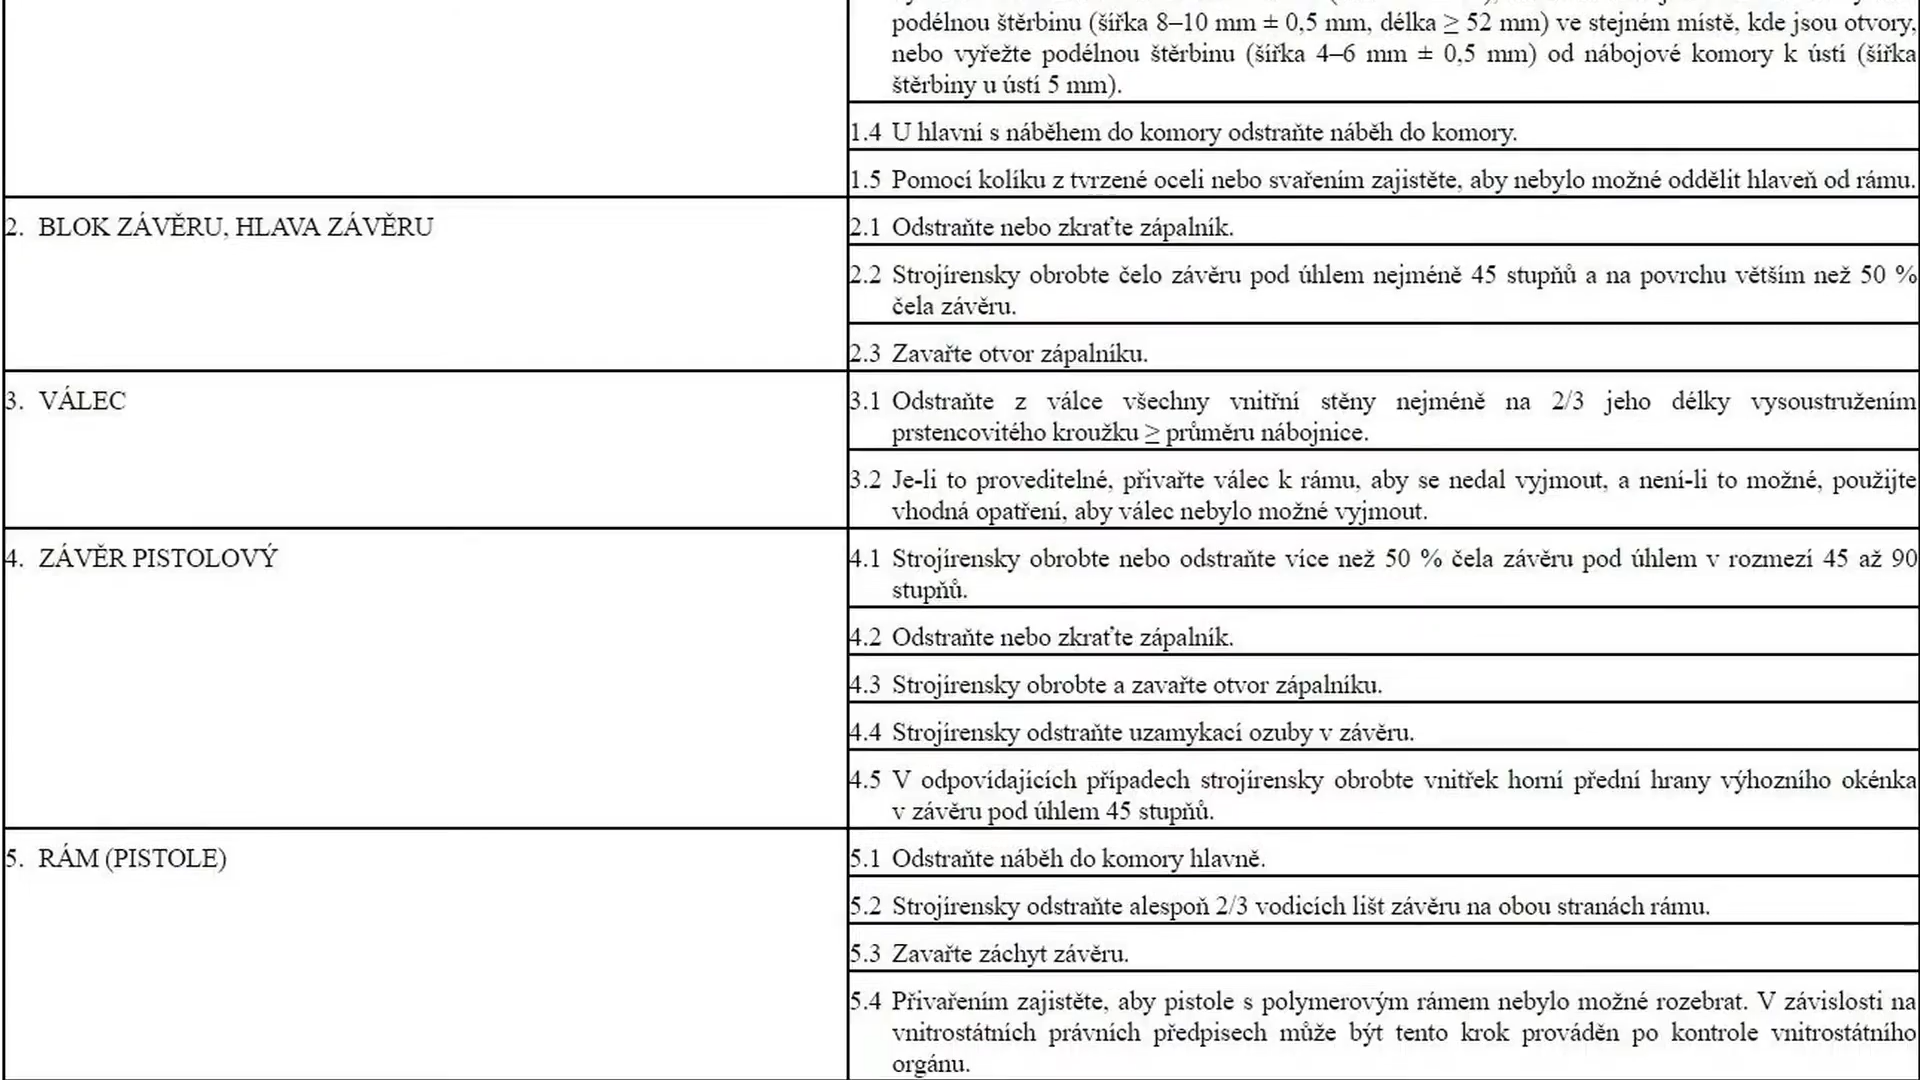 podélnou štěrbinu (šířka 8–10 mm ± 0,5 mm, délka ≥ 52 mm) ve stejném místě, kde jsou otvory,
nebo vyřežte podélnou štěrbinu (šířka 4–6 mm ± 0,5 mm) od nábojové komory k ústí (šířka
štěrbiny u ústí 5 mm).
1.4 U hlavní s náběhem do komory odstraňte náběh do komory.
1.5 Pomocí kolíku z tvrzené oceli nebo svařením zajistěte, aby nebylo možné oddělit hlaveň od rámu.
2. BLOK ZÁVĚRU, HLAVA ZÁVĚRU
2.1 Odstraňte nebo zkraťte zápalník.
2.2 Strojírensky obrobte čelo závěru pod úhlem nejméně 45 stupňů a na povrchu větším než 50 %
čela závěru.
2.3 Zavařte otvor zápalníku.
3. VÁLEC
3.1 Odstraňte z válce všechny vnitřní stěny nejméně na 2/3 jeho délky vysoustružením
prstencovitého kroužku ≥ průměru nábojnice.
3.2 Je-li to proveditelné, přivařte válec k rámu, aby se nedal vyjmout, a není-li to možné, použijte
vhodná opatření, aby válec nebylo možné vyjmout.
4. ZÁVĚR PISTOLOVÝ
4.1 Strojírensky obrobte nebo odstraňte více než 50 % čela závěru pod úhlem v rozmezí 45 až 90
stupňů.
4.2 Odstraňte nebo zkraťte zápalník.
4.3 Strojírensky obrobte a zavařte otvor zápalníku.
4.4 Strojírensky odstraňte uzamykací ozuby v závěru.
4.5 V odpovídajících případech strojírensky obrobte vnitřek horní přední hrany výhozního okénka
v závěru pod úhlem 45 stupňů.
5. RÁM (PISTOLE)
5.1 Odstraňte náběh do komory hlavně.
5.2 Strojírensky odstraňte alespoň 2/3 vodicích lišt závěru na obou stranách rámu.
5.3 Zavařte záchyt závěru.
5.4 Přivařením zajistěte, aby pistole s polymerovým rámem nebylo možné rozebrat. V závislosti na
vnitrostátních právních předpisech může být tento krok prováděn po kontrole vnitrostátního
orgánu.